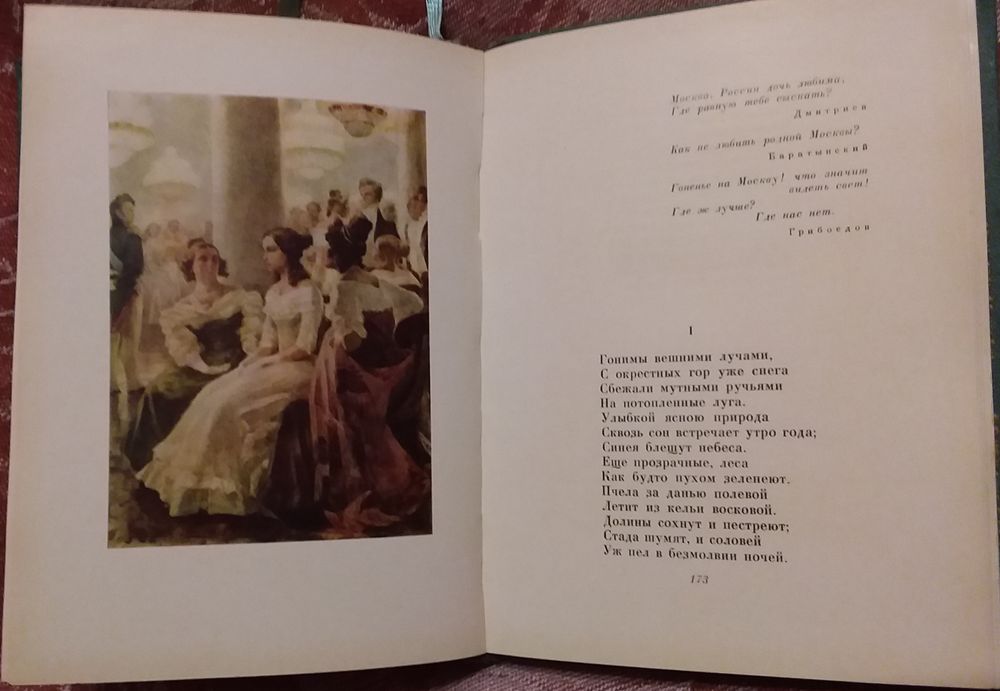 Москва, России дочь любима,
Где равную тебе сыскать?
Дмитриев
Как не любить родной Москвы?
Баратынский
Гоненье на Москву! что значит
видеть свет!
Где ж лучше?
Где нас нет.
Грибоедов
I
Гонимы вешними лучами,
С окрестных гор уже снега
Сбежали мутными ручьями
На потопленные луга.
Улыбкой ясною природа
Сквозь сон встречает утро года;
Синея блещут небеса.
Еще прозрачные, леса
Как будто пухом зеленеют.
Пчела за данью полевой
Летит из кельи восковой.
Долины сохнут и пестреют;
Стада шумят, и соловей
Уж пел в безмолвии ночей.
173